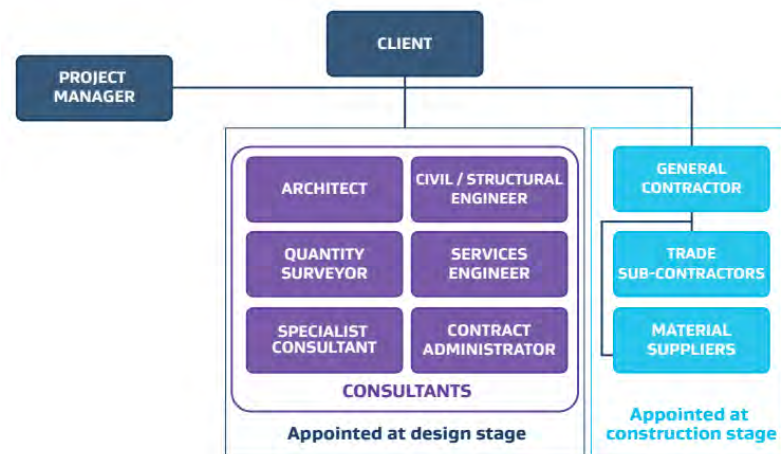 CLIENT
PROJECT
MANAGER
ARCHITECT
CIVIL / STRUCTURAL
ENGINEER
QUANTITY
SURVEYOR
SERVICES
ENGINEER
SPECIALIST
CONSULTANT
CONTRACT
ADMINISTRATOR
CONSULTANTS
Appointed at design stage
GENERAL
CONTRACTOR
TRADE
SUB-CONTRACTORS
MATERIAL
SUPPLIERS
Appointed at
construction stage